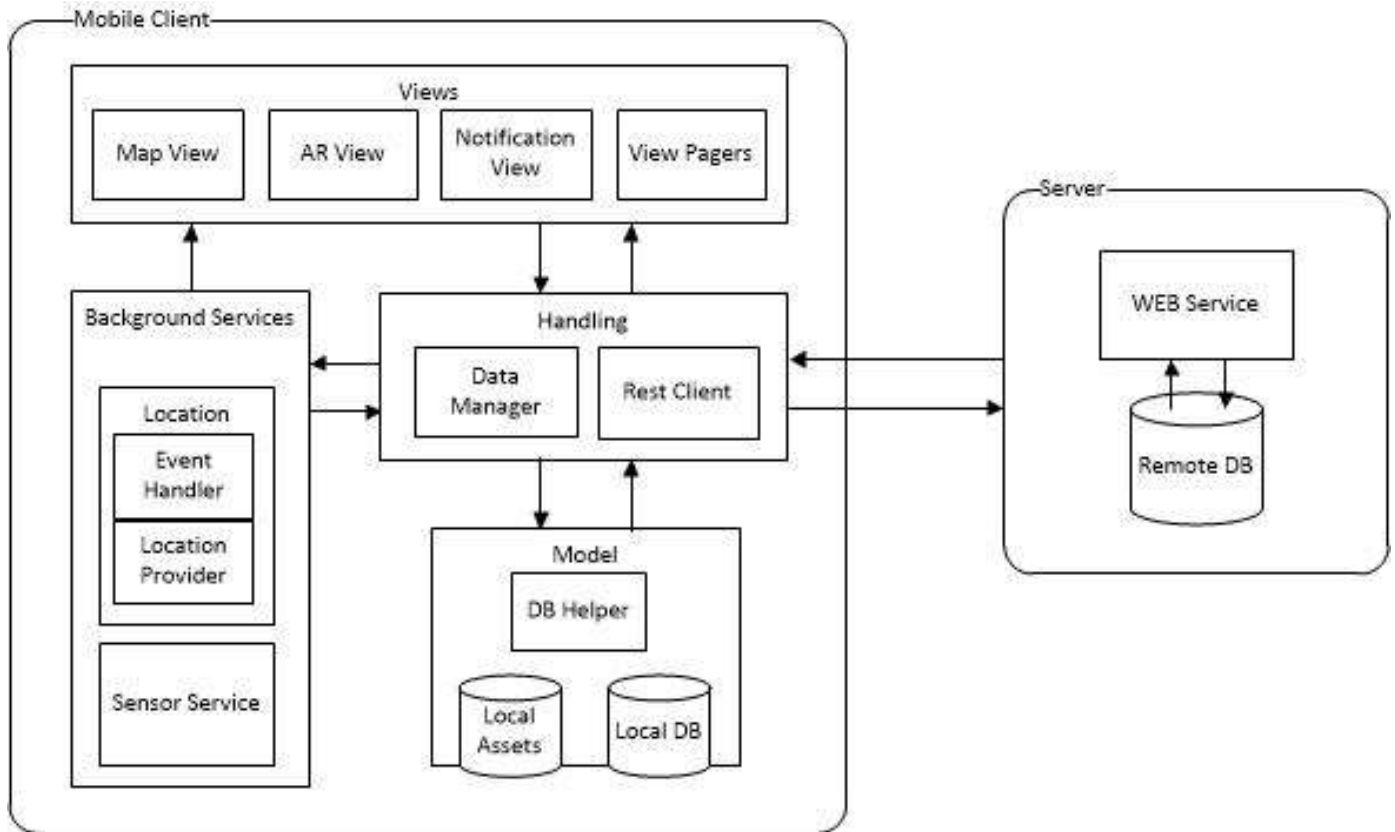 Mobile Client
Views
Map View
AR View
Notification
View
View Pagers
Background Services
Location
Event
Handler
Location
Provider
Sensor Service
Handling
Data
Manager
Rest Client
Model
DB Helper
Local
Assets
Local DB
Server
WEB Service
Remote DB